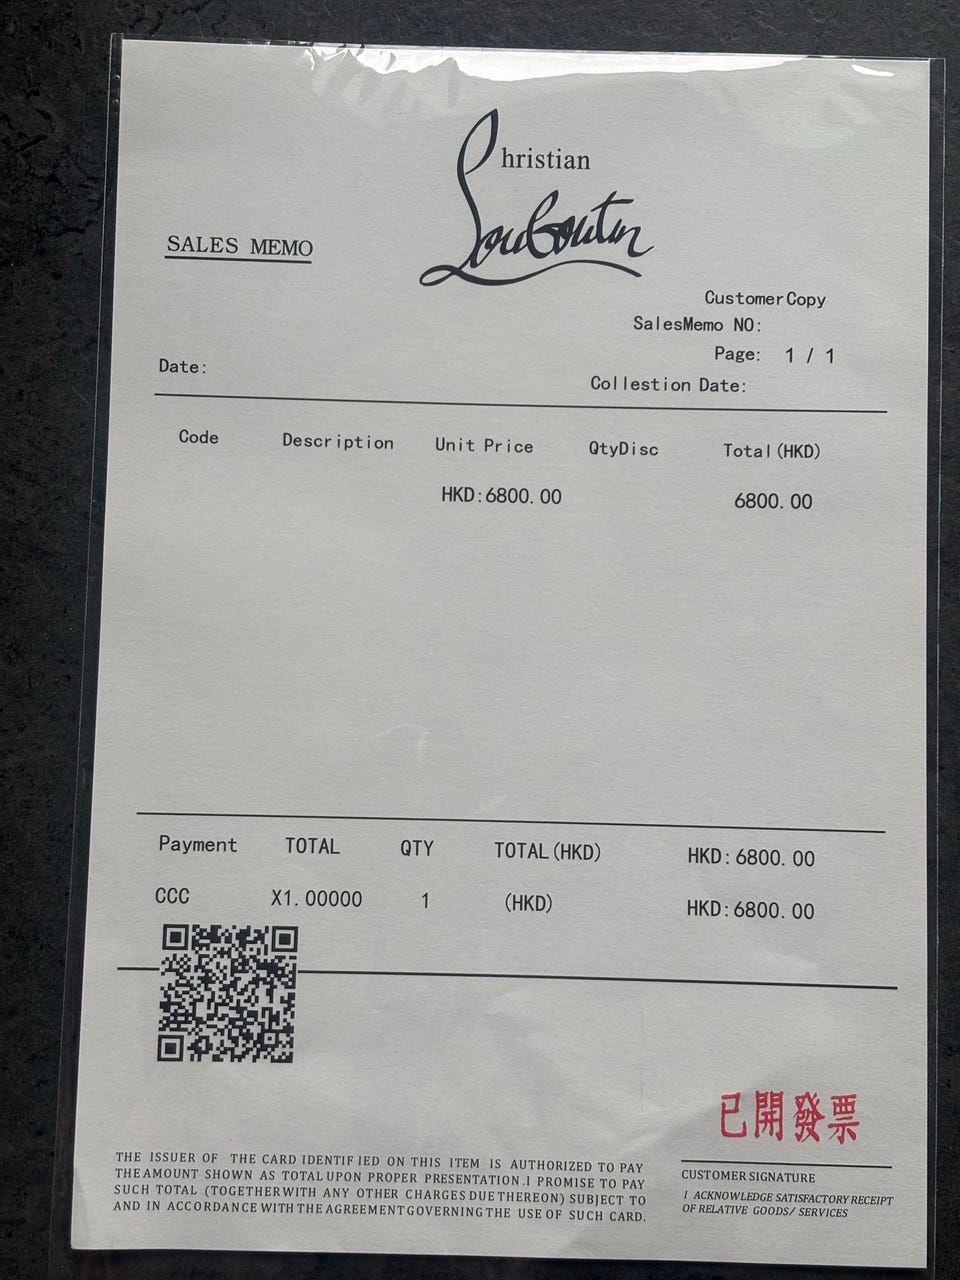 Christian
Louboutin
SALES MEMO
CustomerCopy
SalesMemo NO:
Page: 1 / 1
Date:
Collestion Date:
Code Description Unit Price QtyDisc Total(HKD)
HKD:6800.00 6800.00
Payment TOTAL QTY TOTAL(HKD) HKD:6800.00
CCC X1.00000 1 (HKD) HKD:6800.00
已開發票
THE ISSUER OF THE CARD IDENTIF IED ON THIS ITEM IS AUTHORIZED TO PAY
THE AMOUNT SHOWN AS TOTAL UPON PROPER PRESENTATION.I PROMISE TO PAY
SUCH TOTAL (TOGETHER WITH ANY OTHER CHARGES DUE THEREON) SUBJECT TO
AND IN ACCORDANCE WITH THE AGREEMENT GOVERNING THE USE OF SUCH CARD.
CUSTOMER SIGNATURE
I ACKNOWLEDGE SATISFACTORY RECEIPT
OF RELATIVE GOODS/ SERVICES